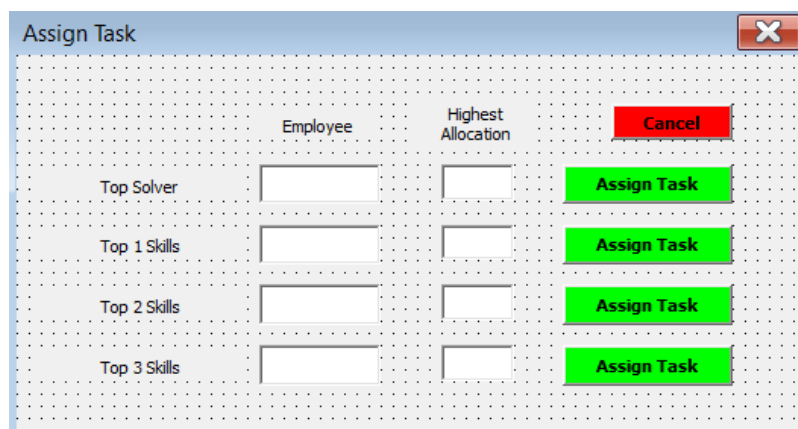 Assign Task
Employee
Highest
Allocation
Cancel
Top Solver
Assign Task
Top 1 Skills
Assign Task
Top 2 Skills
Assign Task
Top 3 Skills
Assign Task